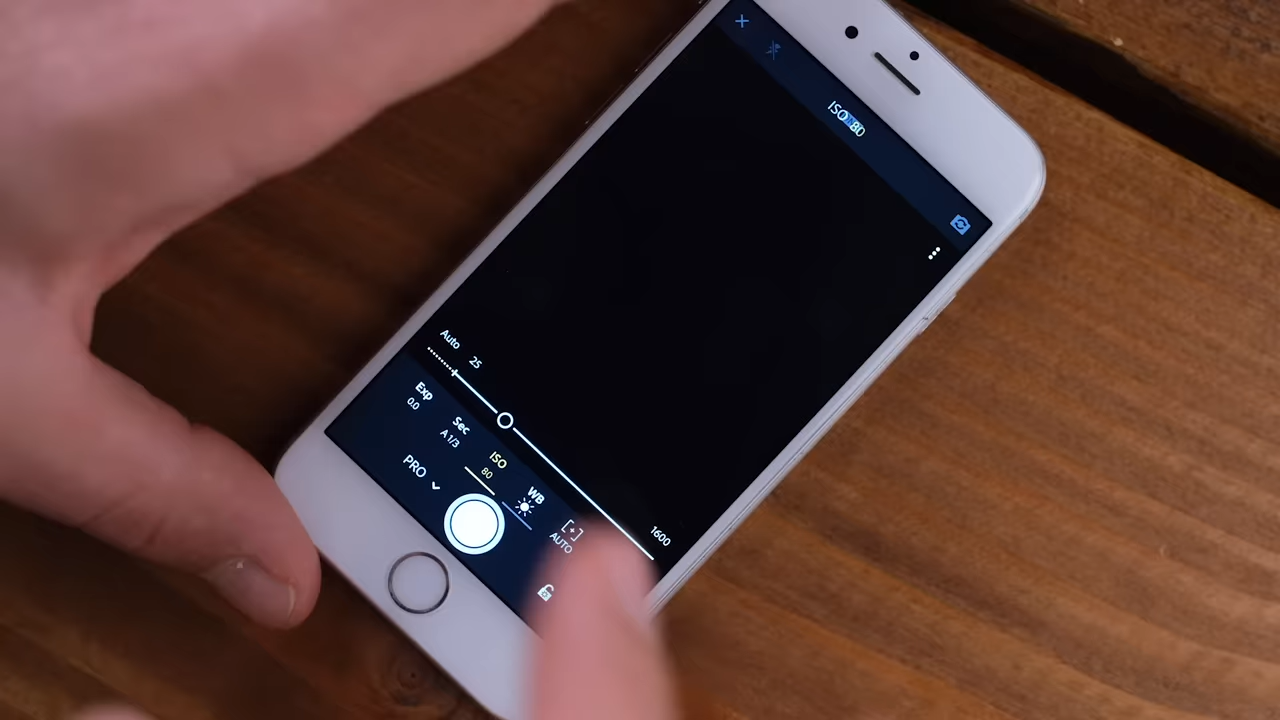 ISO 80
Auto 25
1600
Exp Sec ISO WB
0.0 A 1/3 80
AUTO
PRO